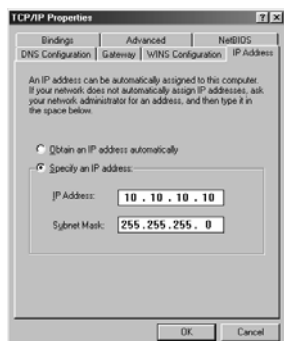 TCP/IP Properties
Bindings
Advanced
NetBIOS
DNS Configuration
Gateway
WINS Configuration
IP Address
An IP address can be automatically assigned to this computer.
If your network does not automatically assign IP addresses, ask
your network administrator for an address, and then type it in
the space below.
Obtain an IP address automatically
Specify an IP address:
IP Address:
10 . 10 . 10 . 10
Subnet Mask:
255 . 255 . 255 . 0
OK
Cancel